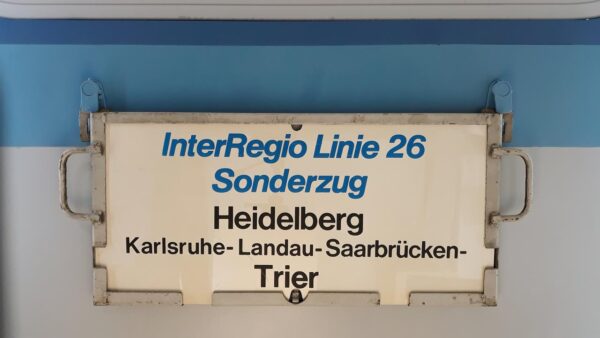 InterRegio Linie 26
Sonderzug
Heidelberg
Karlsruhe- Landau- Saarbrücken-
Trier